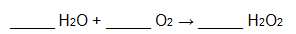 _____ H2O + _____ O2 → _____ H2O2